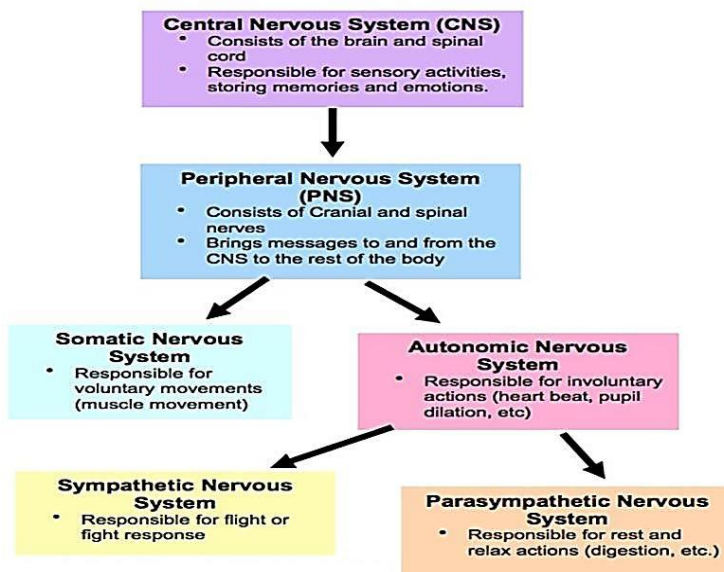 Central Nervous System (CNS)
• Consists of the brain and spinal
cord
• Responsible for sensory activities,
storing memories and emotions.
Peripheral Nervous System
(PNS)
• Consists of Cranial and spinal
nerves
• Brings messages to and from the
CNS to the rest of the body
Somatic Nervous
System
• Responsible for
voluntary movements
(muscle movement)
Autonomic Nervous
System
• Responsible for involuntary
actions (heart beat, pupil
dilation, etc)
Sympathetic Nervous
System
• Responsible for flight or
fight response
Parasympathetic Nervous
System
• Responsible for rest and
relax actions (digestion, etc.)